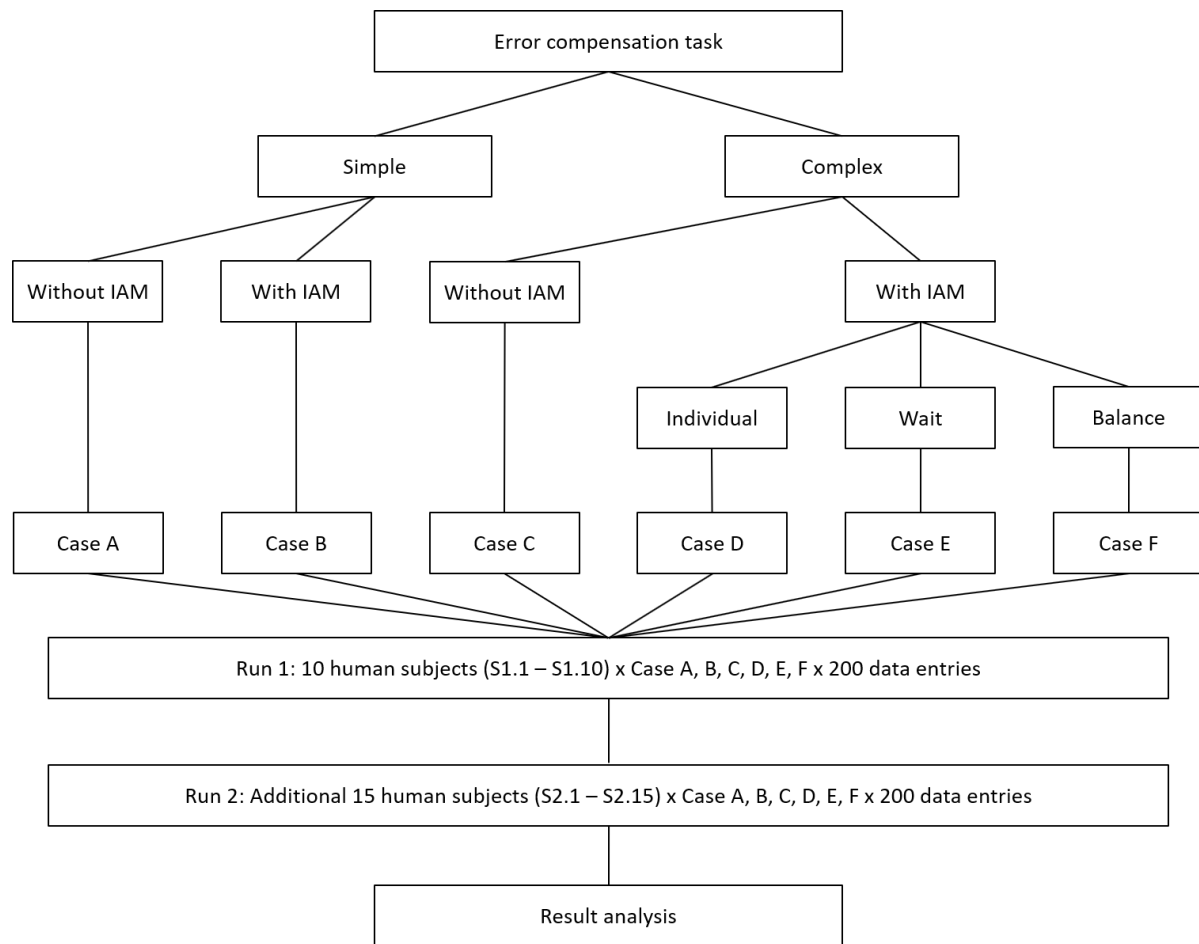 Error compensation task
Simple
Complex
Without IAM
With IAM
Without IAM
With IAM
Individual
Wait
Balance
Case A
Case B
Case C
Case D
Case E
Case F
Run 1: 10 human subjects (S1.1 – S1.10) x Case A, B, C, D, E, F x 200 data entries
Run 2: Additional 15 human subjects (S2.1 – S2.15) x Case A, B, C, D, E, F x 200 data entries
Result analysis